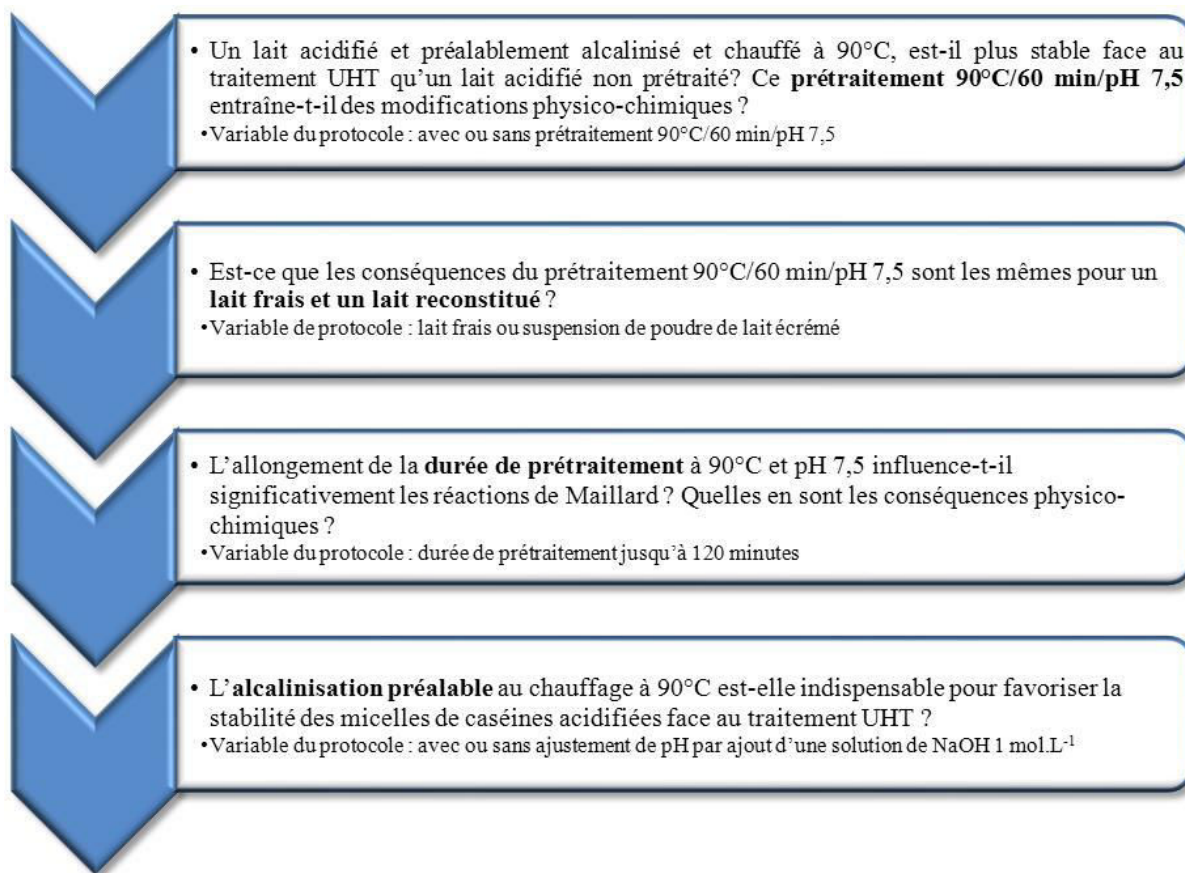 • Un lait acidifié et préalablement alcalinisé et chauffé à 90°C, est-il plus stable face au
traitement UHT qu'un lait acidifié non prétraité? Ce prétraitement 90°C/60 min/pH 7,5
entraîne-t-il des modifications physico-chimiques ?
•Variable du protocole : avec ou sans prétraitement 90°C/60 min/pH 7,5
• Est-ce que les conséquences du prétraitement 90°C/60 min/pH 7,5 sont les mêmes pour un
lait frais et un lait reconstitué ?
•Variable de protocole : lait frais ou suspension de poudre de lait écrémé
• L'allongement de la durée de prétraitement à 90°C et pH 7,5 influence-t-il
significativement les réactions de Maillard ? Quelles en sont les conséquences physico-
chimiques ?
•Variable du protocole : durée de prétraitement jusqu'à 120 minutes
• L'alcalinisation préalable au chauffage à 90°C est-elle indispensable pour favoriser la
stabilité des micelles de caséines acidifiées face au traitement UHT ?
•Variable du protocole : avec ou sans ajustement de pH par ajout d'une solution de NaOH 1 mol.L⁻¹